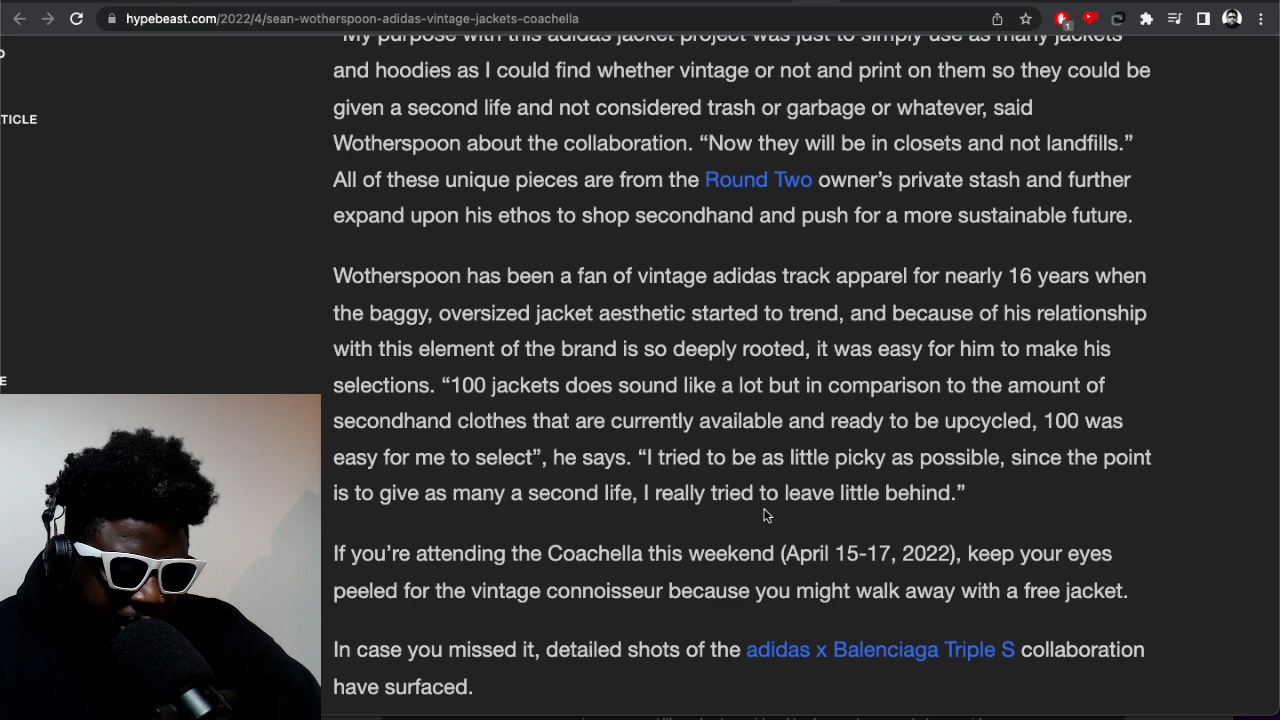 hypebeast.com/2022/4/sean-wotherspoon-adidas-vintage-jackets-coachella
1
"My purpose with this adidas jacket project was just to simply use as many jackets
and hoodies as I could find whether vintage or not and print on them so they could be
given a second life and not considered trash or garbage or whatever, said
TICLE
Wotherspoon about the collaboration. “Now they will be in closets and not landfills.”
All of these unique pieces are from the Round Two owner’s private stash and further
expand upon his ethos to shop secondhand and push for a more sustainable future.
Wotherspoon has been a fan of vintage adidas track apparel for nearly 16 years when
the baggy, oversized jacket aesthetic started to trend, and because of his relationship
with this element of the brand is so deeply rooted, it was easy for him to make his
selections. “100 jackets does sound like a lot but in comparison to the amount of
E
secondhand clothes that are currently available and ready to be upcycled, 100 was
easy for me to select”, he says. “I tried to be as little picky as possible, since the point
is to give as many a second life, I really tried to leave little behind.”
If you’re attending the Coachella this weekend (April 15-17, 2022), keep your eyes
peeled for the vintage connoisseur because you might walk away with a free jacket.
In case you missed it, detailed shots of the adidas x Balenciaga Triple S collaboration
have surfaced.